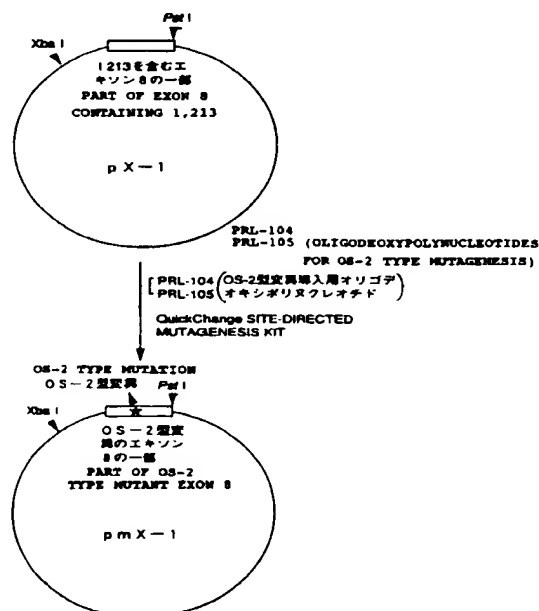 Pst I
Xba I
1213を含むエ
キソン8の一部
PART OF EXON 8
CONTAINING 1,213
pX-1
PRL-104
PRL-105 (OLIGODEOXYPOLYNUCLEOTIDES
FOR OS-2 TYPE MUTAGENESIS)
PRL-104 (OS-2型変異導入用オリゴデ
PRL-105 オキシポリヌクレオチド)
QuickChange SITE-DIRECTED
MUTAGENESIS KIT
OS-2 TYPE MUTATION
OS-2型変異
Pst I
Xba I
OS-2型変
異のエキソン
8の一部
PART OF OS-2
TYPE MUTANT EXON 8
pmX-1